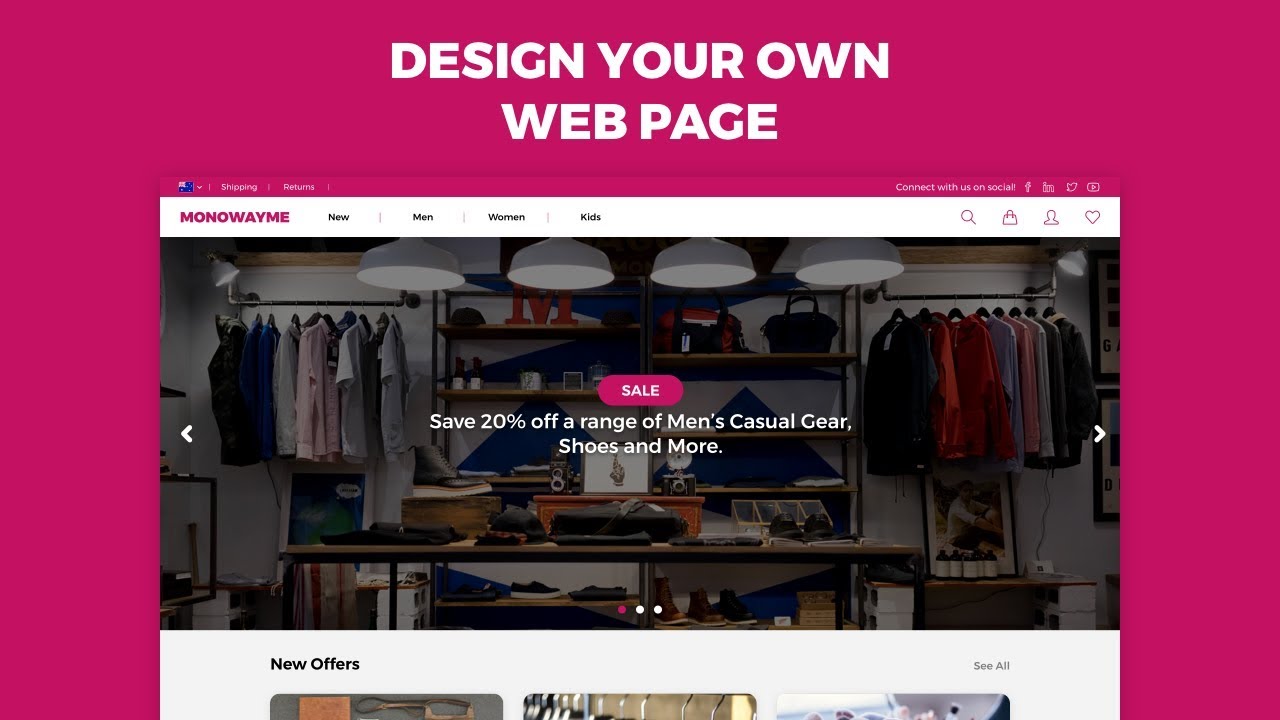 DESIGN YOUR OWN
WEB PAGE
| Shipping | Returns |
Connect with us on social!
MONOWAYME
New | Men | Women | Kids
M
SALE
Save 20% off a range of Men’s Casual Gear,
Shoes and More.
New Offers
See All